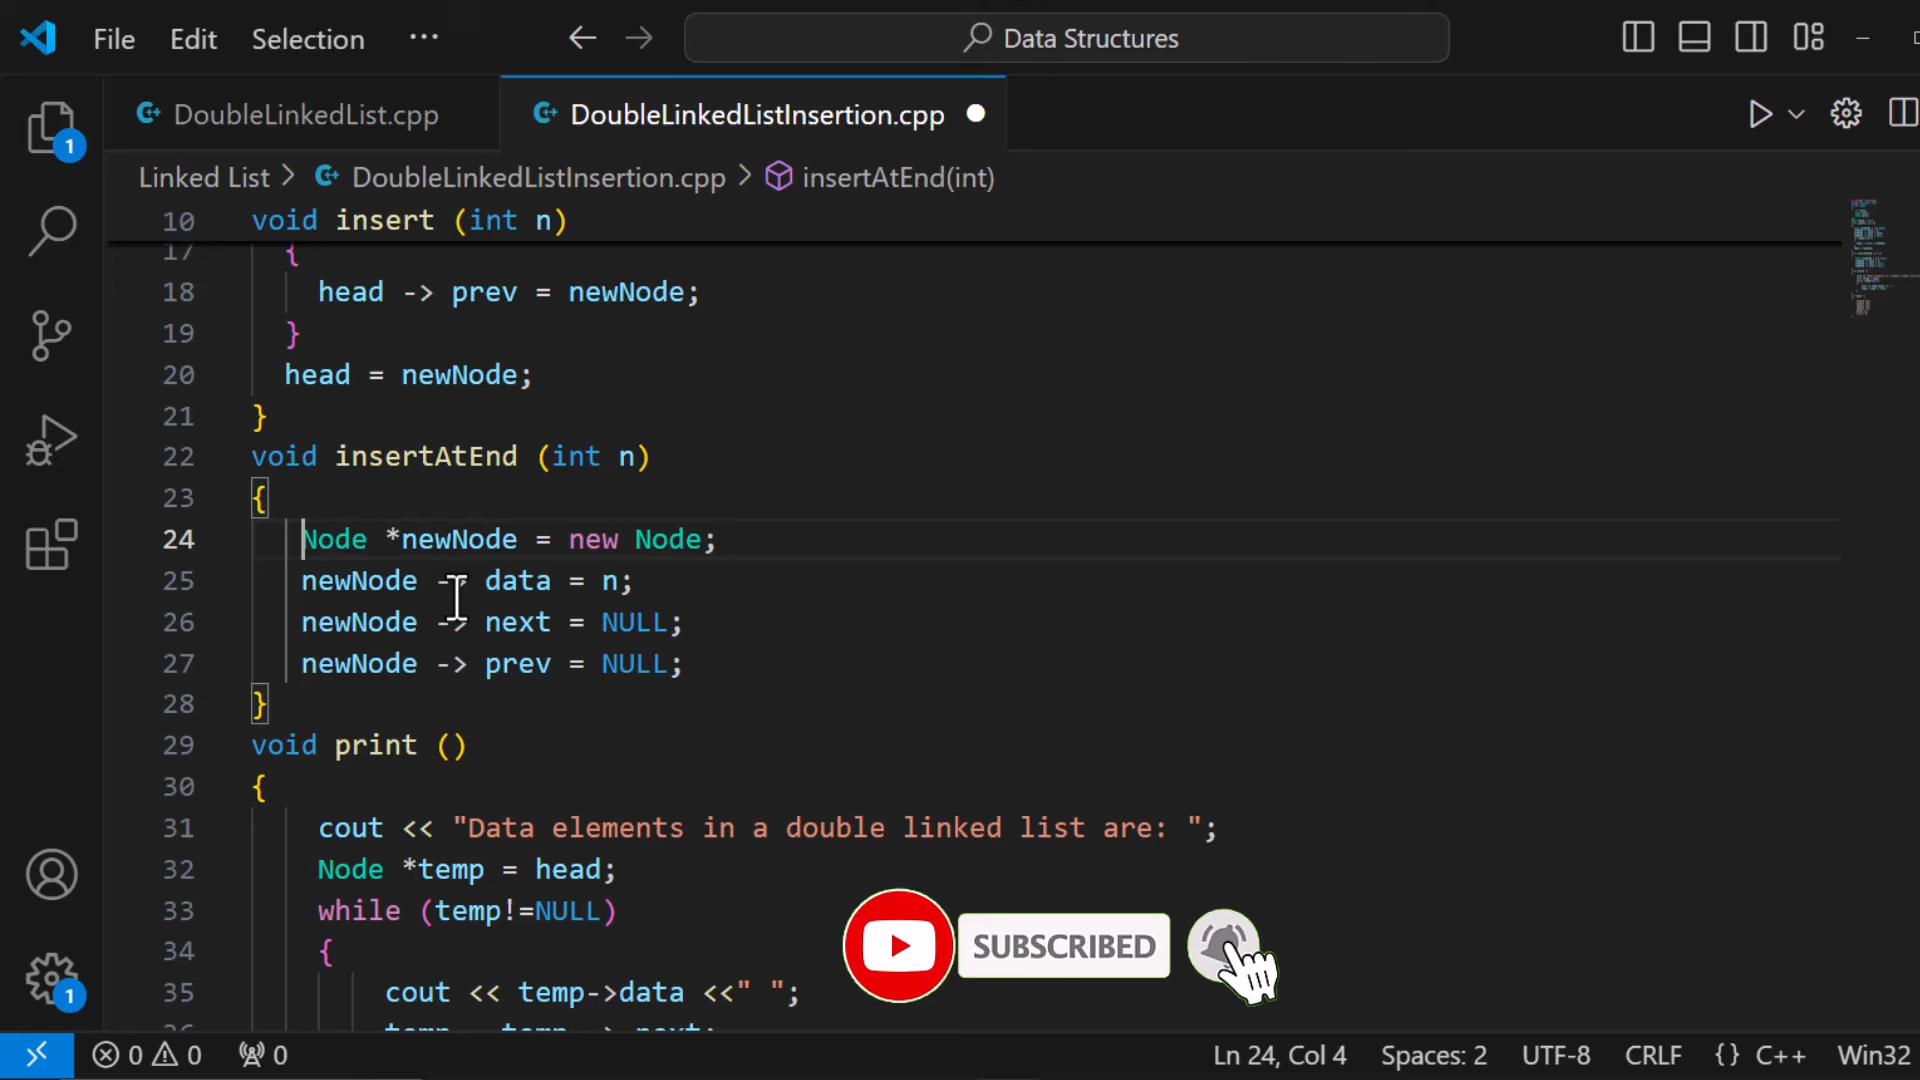 File Edit Selection ··· Data Structures
DoubleLinkedList.cpp DoubleLinkedListInsertion.cpp
1
Linked List > DoubleLinkedListInsertion.cpp > insertAtEnd(int)
10 void insert (int n)
17 {
18 head -> prev = newNode;
19 }
20 head = newNode;
21 }
22 void insertAtEnd (int n)
23 {
24 Node *newNode = new Node;
25 newNode -> data = n;
26 newNode -> next = NULL;
27 newNode -> prev = NULL;
28 }
29 void print ()
30 {
31 cout << "Data elements in a double linked list are: ";
32 Node *temp = head;
33 while (temp!=NULL)
34 {
SUBSCRIBED
35 cout << temp->data <<" ";
1
0 0 0 Ln 24, Col 4 Spaces: 2 UTF-8 CRLF {} C++ Win32